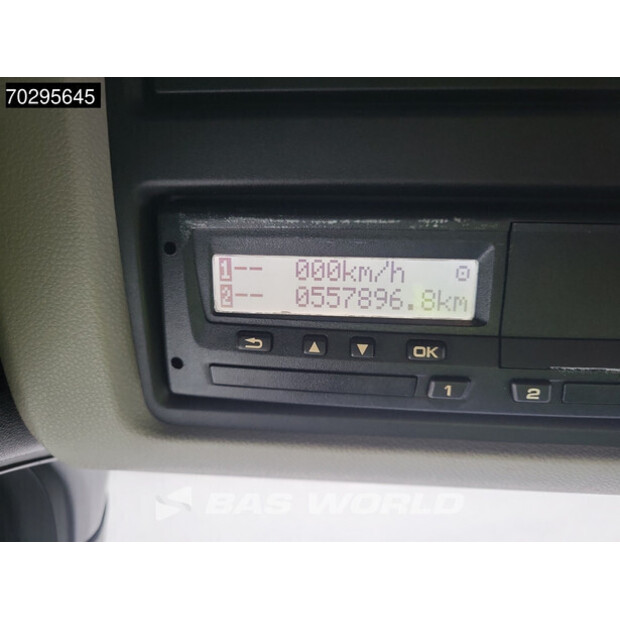 70295645
1-- 000km/h
2-- 0557896.8km
OK
1 2
BAS WORLD